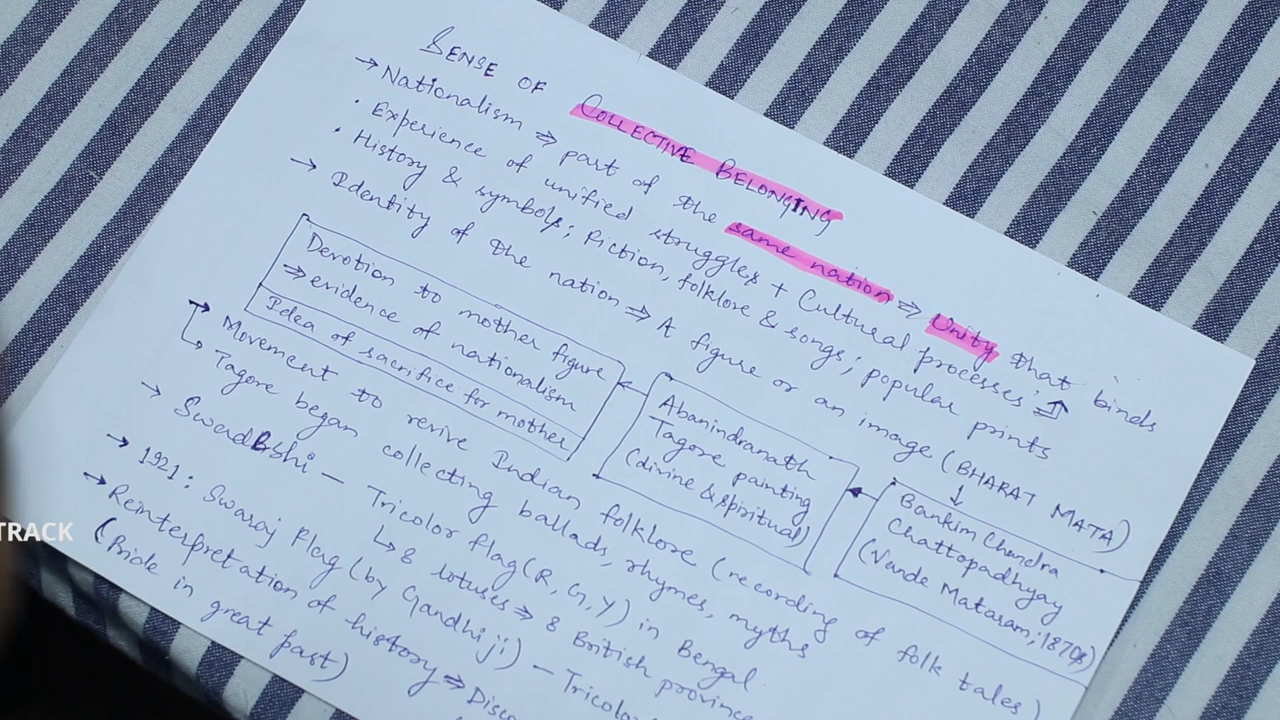 SENSE OF COLLECTIVE BELONGING
→ Nationalism ⇒ part of the same nation ⇒ Unity that binds
• Experience of unified struggles + Cultural processes ⇑
• History & symbols; fiction, folklore & songs; popular prints
→ Identity of the nation ⇒ A figure or an image (BHARAT MATA)
↓
Bankim Chandra
Chattopadhyay
(Vande Mataram; 1870s)
Abanindranath
Tagore painting
(divine & spiritual)
Devotion to mother figure
⇒ evidence of nationalism
Idea of sacrifice for mother
→ Movement to revive Indian folklore (recording of folk tales)
↳ Tagore began collecting ballads, rhymes, myths
→ Swadeshi – Tricolor flag (R, G, Y) in Bengal
↳ 8 lotuses ⇒ 8 British province
→ 1921: Swaraj Flag (by Gandhiji) – Tricolo
→ Reinterpretation of history ⇒ Disc
(Pride in great past)
TRACK